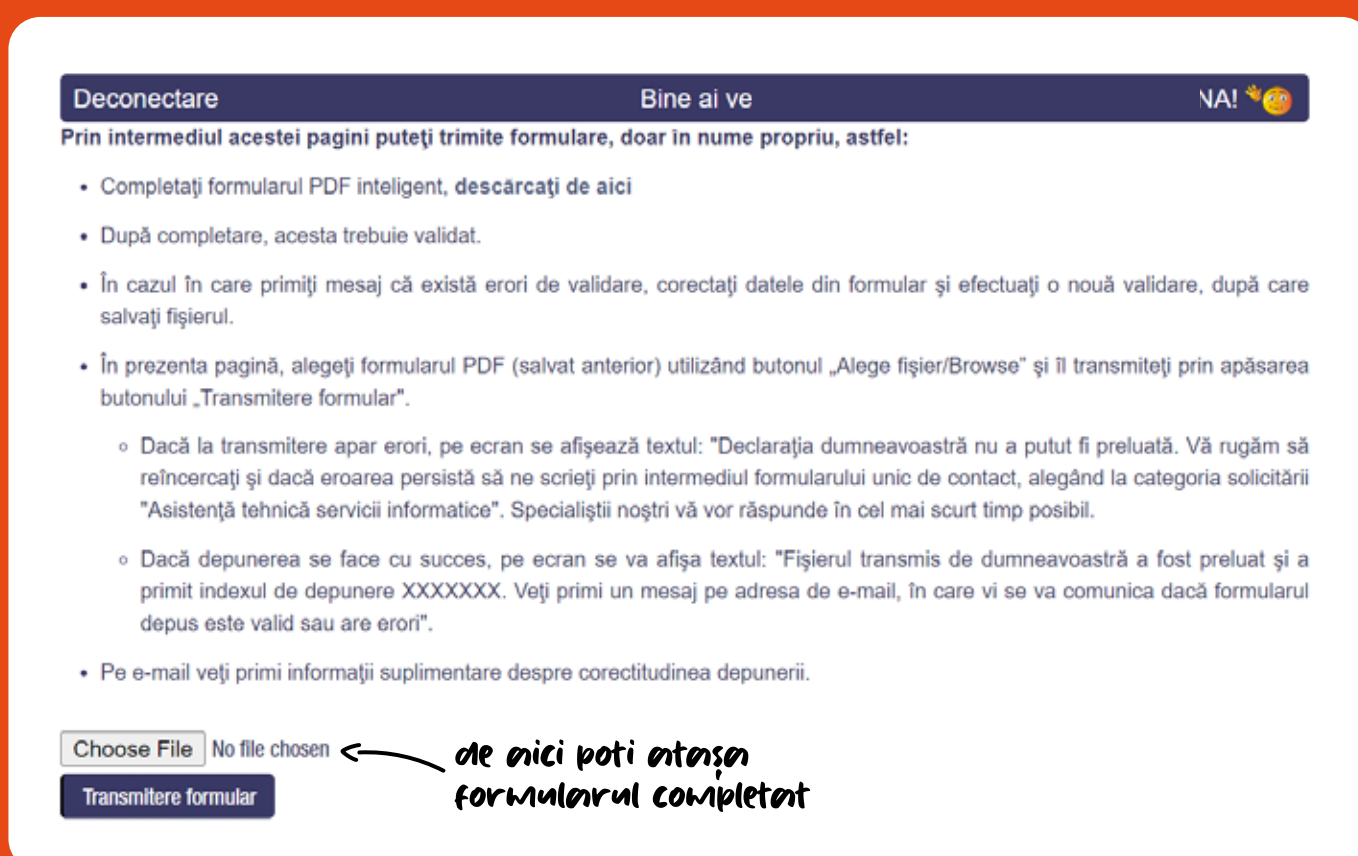 Deconectare Bine ai ve NA!
Prin intermediul acestei pagini puteţi trimite formulare, doar în nume propriu, astfel:
• Completaţi formularul PDF inteligent, descărcaţi de aici
• După completare, acesta trebuie validat.
• În cazul în care primiţi mesaj că există erori de validare, corectaţi datele din formular şi efectuaţi o nouă validare, după care
salvaţi fişierul.
• În prezenta pagină, alegeţi formularul PDF (salvat anterior) utilizând butonul „Alege fişier/Browse" şi îl transmiteţi prin apăsarea
butonului „Transmitere formular".
◦ Dacă la transmitere apar erori, pe ecran se afişează textul: "Declaraţia dumneavoastră nu a putut fi preluată. Vă rugăm să
reîncercaţi şi dacă eroarea persistă să ne scrieţi prin intermediul formularului unic de contact, alegând la categoria solicitării
"Asistenţă tehnică servicii informatice". Specialiştii noştri vă vor răspunde în cel mai scurt timp posibil.
◦ Dacă depunerea se face cu succes, pe ecran se va afişa textul: "Fişierul transmis de dumneavoastră a fost preluat şi a
primit indexul de depunere XXXXXXX. Veţi primi un mesaj pe adresa de e-mail, în care vi se va comunica dacă formularul
depus este valid sau are erori".
• Pe e-mail veţi primi informaţii suplimentare despre corectitudinea depunerii.
Choose File No file chosen
de aici poti atașa
formularul completat
Transmitere formular